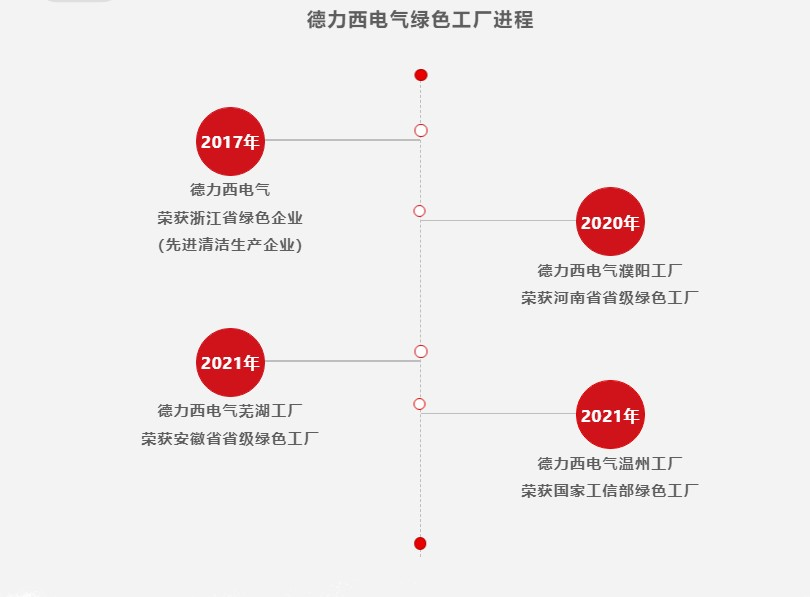 德力西电气绿色工厂进程
2017年
德力西电气
荣获浙江省绿色企业
(先进清洁生产企业)
2020年
德力西电气濮阳工厂
荣获河南省省级绿色工厂
2021年
德力西电气芜湖工厂
荣获安徽省省级绿色工厂
2021年
德力西电气温州工厂
荣获国家工信部绿色工厂